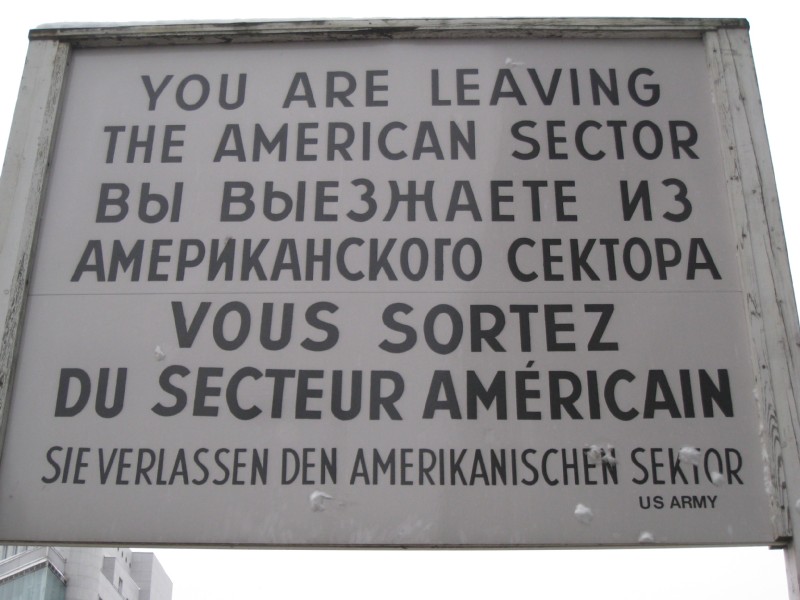 YOU ARE LEAVING
THE AMERICAN SECTOR
ВЫ ВЫЕЗЖАЕТЕ ИЗ
АМЕРИКАНСКОГО СЕКТОРА
VOUS SORTEZ
DU SECTEUR AMÉRICAIN
SIE VERLASSEN DEN AMERIKANISCHEN SEKTOR
US ARMY